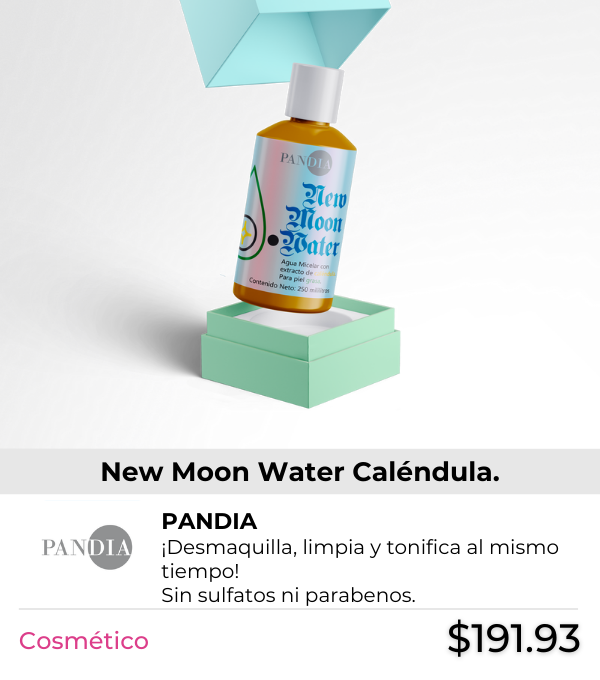 PANDIA
New
Moon
Water
Agua Micelar con
extracto de
Para piel grasa.
Contenido Neto: 250 mililitros
New Moon Water Caléndula.
PANDIA
PANDIA
¡Desmaquilla, limpia y tonifica al mismo
tiempo!
Sin sulfatos ni parabenos.
Cosmético
$191.93